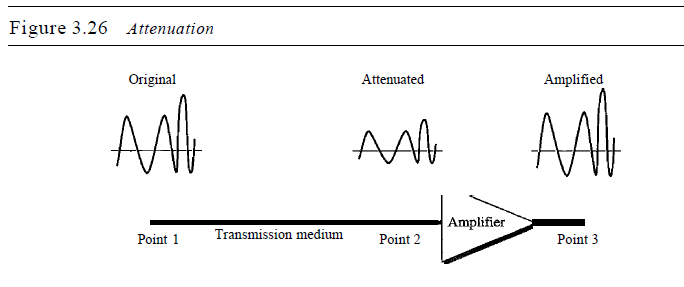 Figure 3.26 Attenuation
Original Attenuated Amplified
Amplifier
Point 1 Transmission medium Point 2 Point 3